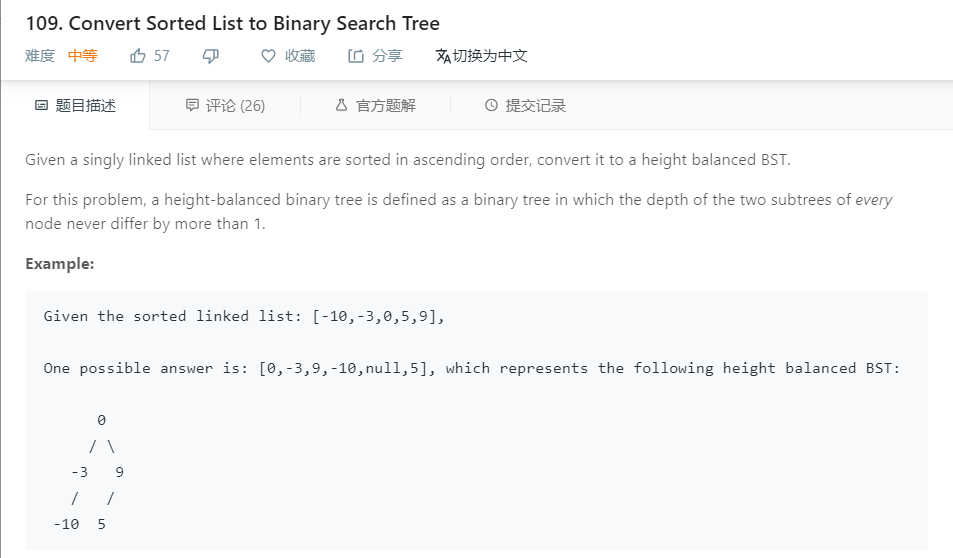 109. Convert Sorted List to Binary Search Tree
难度 中等 57 收藏 分享 切换为中文
题目描述 评论 (26) 官方题解 提交记录
Given a singly linked list where elements are sorted in ascending order, convert it to a height balanced BST.
For this problem, a height-balanced binary tree is defined as a binary tree in which the depth of the two subtrees of every
node never differ by more than 1.
Example:
Given the sorted linked list: [-10,-3,0,5,9],
One possible answer is: [0,-3,9,-10,null,5], which represents the following height balanced BST:
0
/ \
-3 9
/ /
-10 5